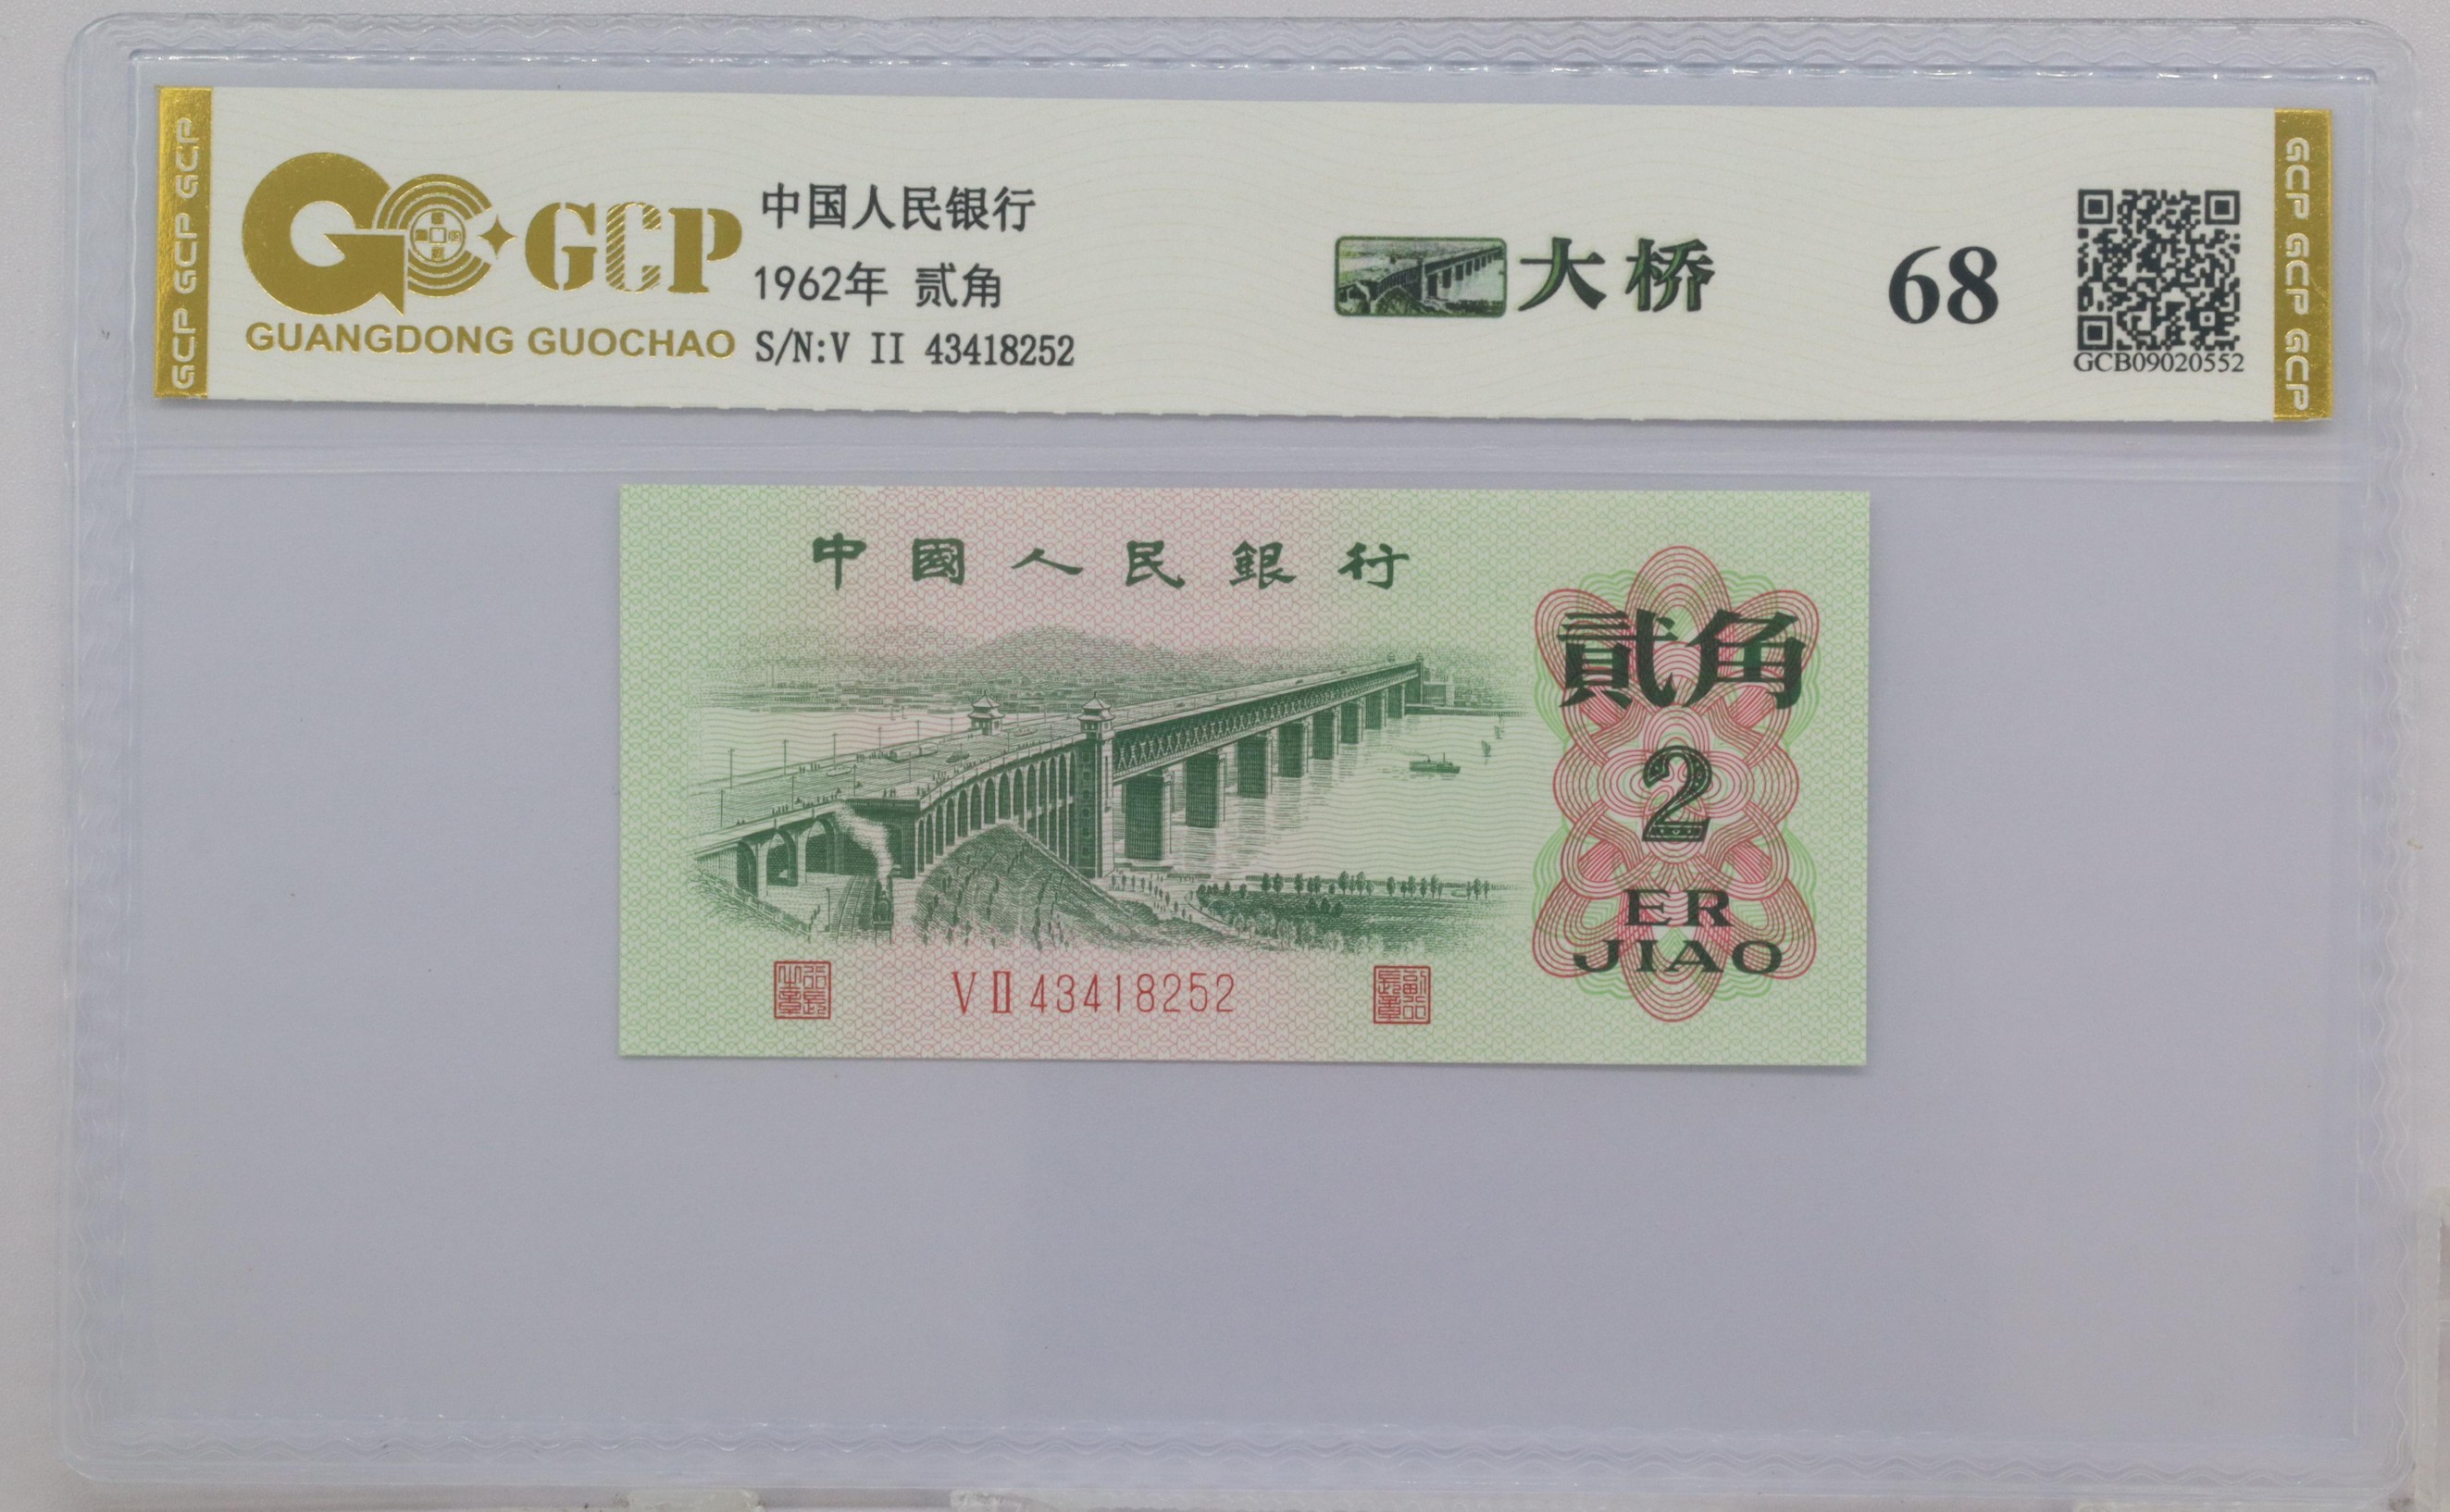 GCP GCP GCP
GCP
GUANGDONG GUOCHAO
中国人民银行
1962年 贰角
S/N:V II 43418252
大桥
68
GCB09020552
GCP GCP GCP
中國人民銀行
貳角
2
ER
JIAO
V II 43418252